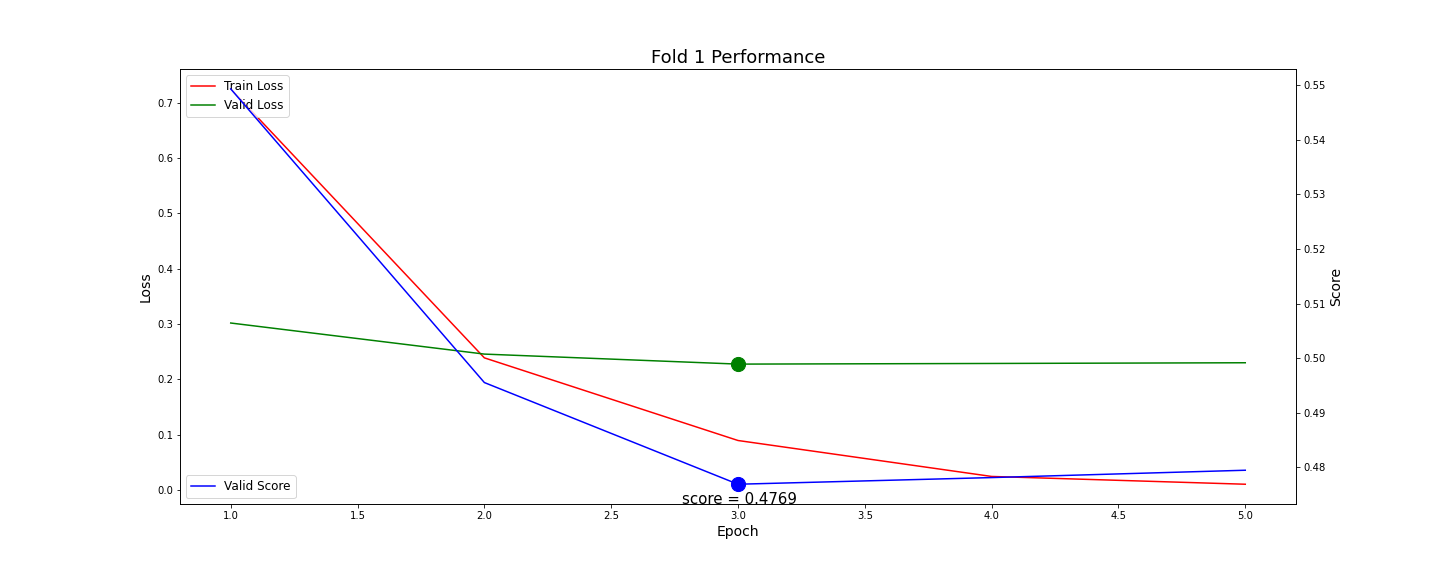 Fold 1 Performance
Train Loss
Valid Loss
0.7
0.6
0.5
0.4
0.3
0.2
0.1
0.0
Loss
0.55
0.54
0.53
0.52
0.51
0.50
0.49
0.48
Score
Valid Score
score = 0.4769
1.0 1.5 2.0 2.5 3.0 3.5 4.0 4.5 5.0
Epoch